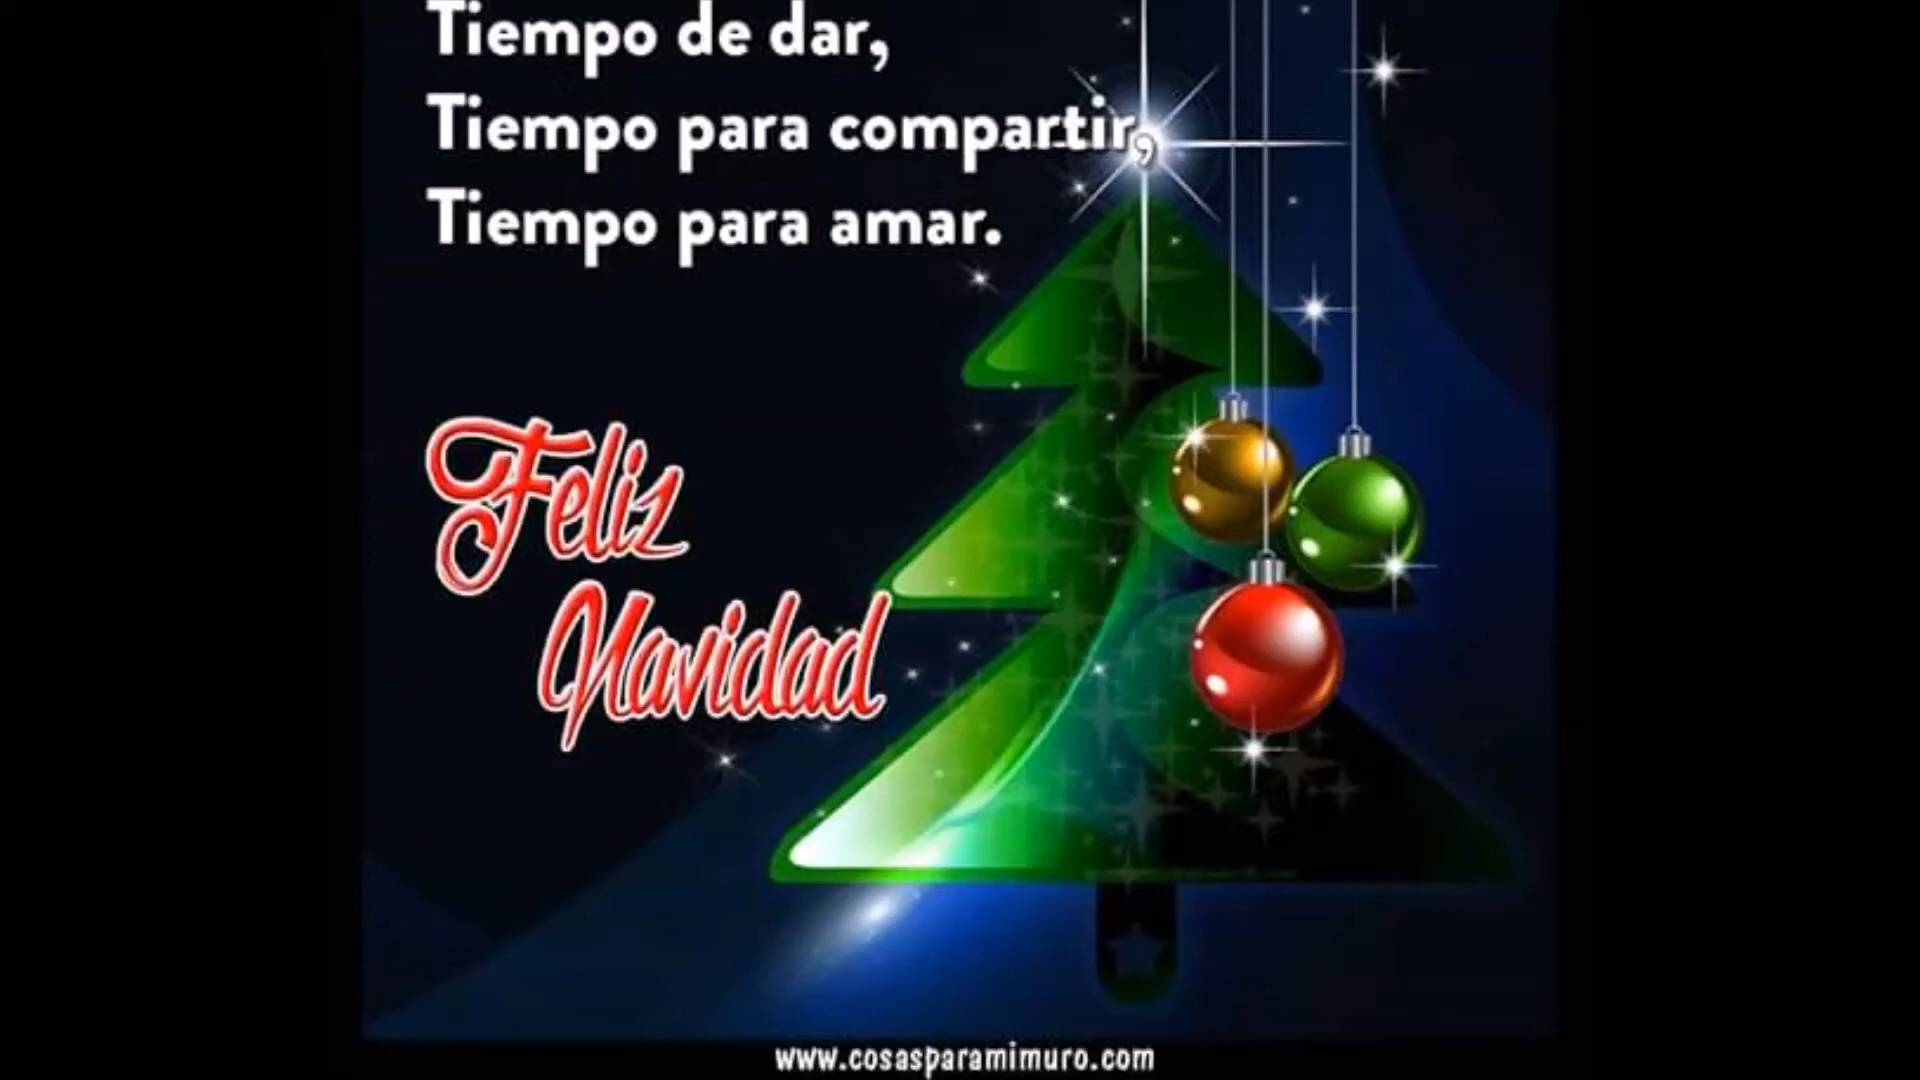 Tiempo de dar,
Tiempo para compartir,
Tiempo para amar.
Feliz
Navidad
www.cosasparamimuro.com